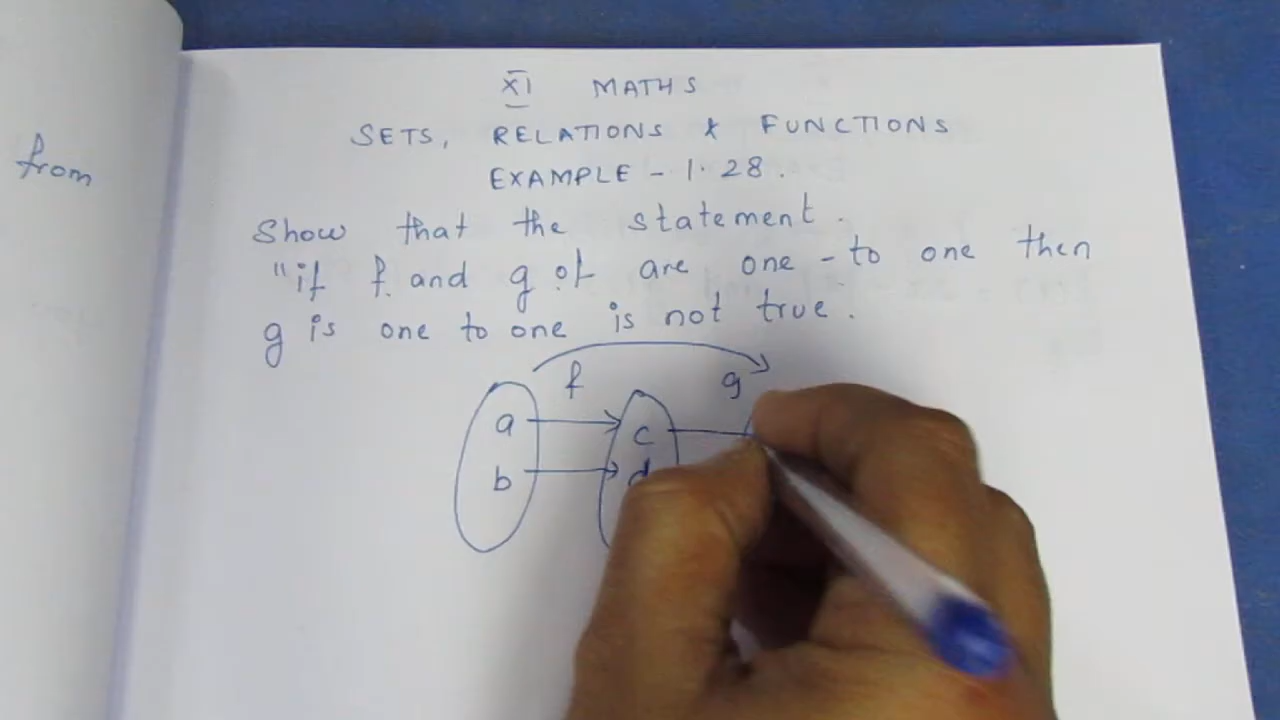 from
XI MATHS
SETS, RELATIONS & FUNCTIONS
EXAMPLE - 1.28.
Show that the statement.
"if f and g of are one - to one then
g is one to one is not true.
f g
a c
b d